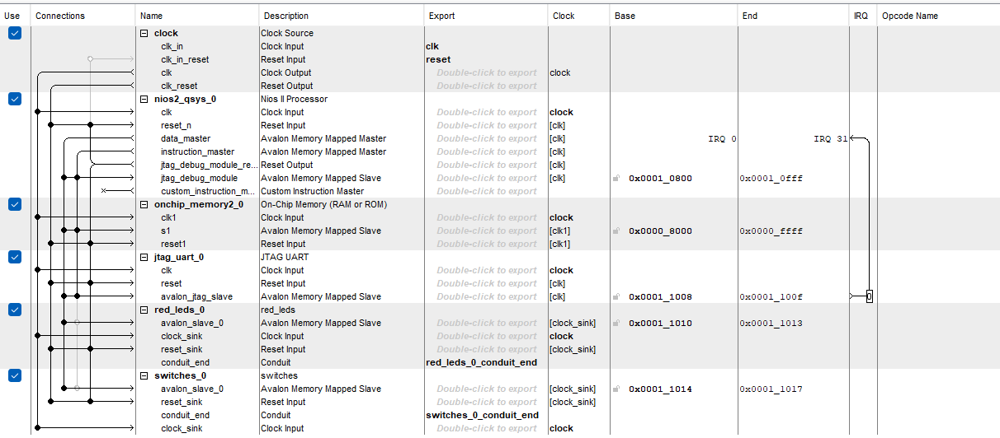 Use Connections Name Description Export Clock Base End IRQ Opcode Name
clock Clock Source
clk_in Clock Input clk
clk_in_reset Reset Input reset
clk Clock Output Double-click to export clock
clk_reset Reset Output Double-click to export
nios2_qsys_0 Nios II Processor
clk Clock Input Double-click to export clock
reset_n Reset Input Double-click to export [clk]
data_master Avalon Memory Mapped Master Double-click to export [clk] IRQ 0 IRQ 31
instruction_master Avalon Memory Mapped Master Double-click to export [clk]
jtag_debug_module_re... Reset Output Double-click to export [clk]
jtag_debug_module Avalon Memory Mapped Slave Double-click to export [clk] 0x0001_0800 0x0001_0fff
custom_instruction_m... Custom Instruction Master Double-click to export
onchip_memory2_0 On-Chip Memory (RAM or ROM)
clk1 Clock Input Double-click to export clock
s1 Avalon Memory Mapped Slave Double-click to export [clk1] 0x0000_8000 0x0000_ffff
reset1 Reset Input Double-click to export [clk1]
jtag_uart_0 JTAG UART
clk Clock Input Double-click to export clock
reset Reset Input Double-click to export [clk]
avalon_jtag_slave Avalon Memory Mapped Slave Double-click to export [clk] 0x0001_1008 0x0001_100f 0
red_leds_0 red_leds
avalon_slave_0 Avalon Memory Mapped Slave Double-click to export [clock_sink] 0x0001_1010 0x0001_1013
clock_sink Clock Input Double-click to export clock
reset_sink Reset Input Double-click to export [clock_sink]
conduit_end Conduit red_leds_0_conduit_end
switches_0 switches
avalon_slave_0 Avalon Memory Mapped Slave Double-click to export [clock_sink] 0x0001_1014 0x0001_1017
reset_sink Reset Input Double-click to export [clock_sink]
conduit_end Conduit switches_0_conduit_end
clock_sink Clock Input Double-click to export clock